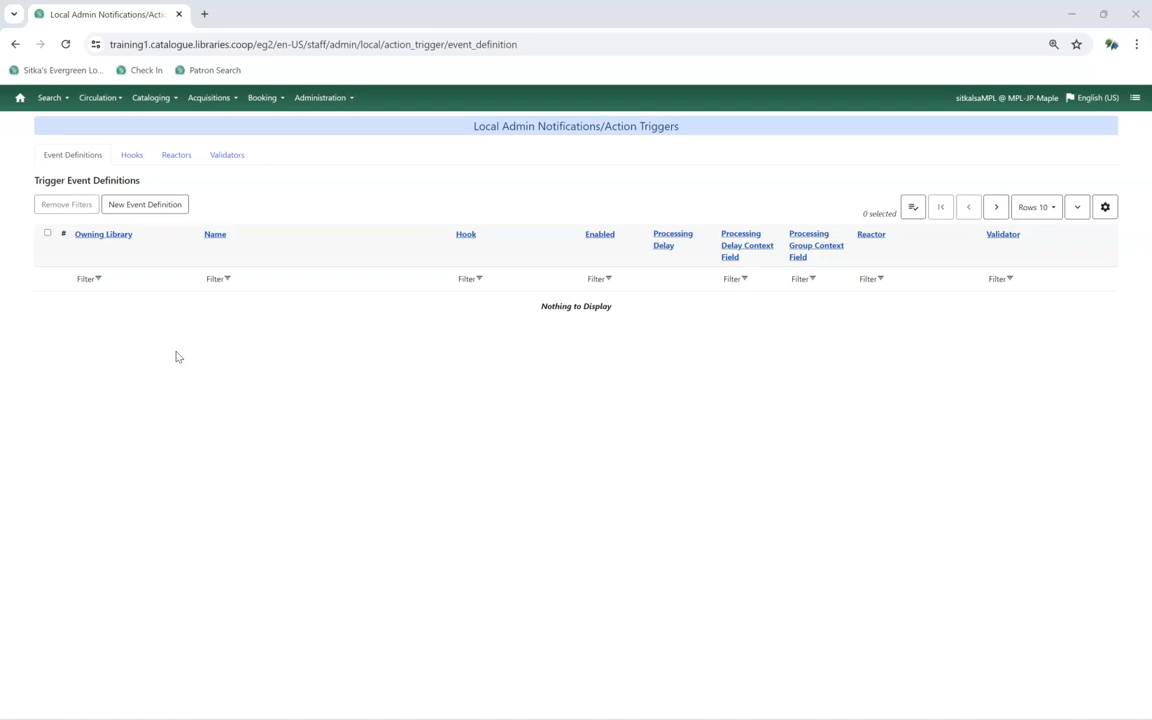 Local Admin Notifications/Actio
training1.catalogue.libraries.coop/eg2/en-US/staff/admin/local/action_trigger/event_definition
Sitka's Evergreen Lo... Check In Patron Search
Search Circulation Cataloging Acquisitions Booking Administration sitkalsaMPL @ MPL-JP-Maple English (US)
Local Admin Notifications/Action Triggers
Event Definitions Hooks Reactors Validators
Trigger Event Definitions
Remove Filters New Event Definition 0 selected Rows 10
# Owning Library Name Hook Enabled Processing Delay Processing Delay Context Field Processing Group Context Field Reactor Validator
Filter Filter Filter Filter Filter Filter Filter Filter
Nothing to Display